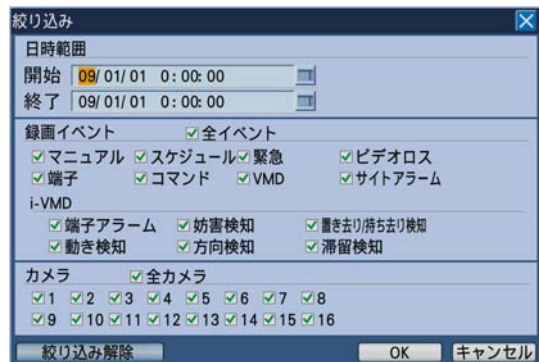 絞り込み
日時範囲
開始 09/01/01 0:00:00
終了 09/01/01 0:00:00
録画イベント 全イベント
マニュアル スケジュール 緊急 ビデオロス
端子 コマンド VMD サイトアラーム
i-VMD
端子アラーム 妨害検知 置き去り/持ち去り検知
動き検知 方向検知 滞留検知
カメラ 全カメラ
1 2 3 4 5 6 7 8
9 10 11 12 13 14 15 16
絞り込み解除 OK キャンセル